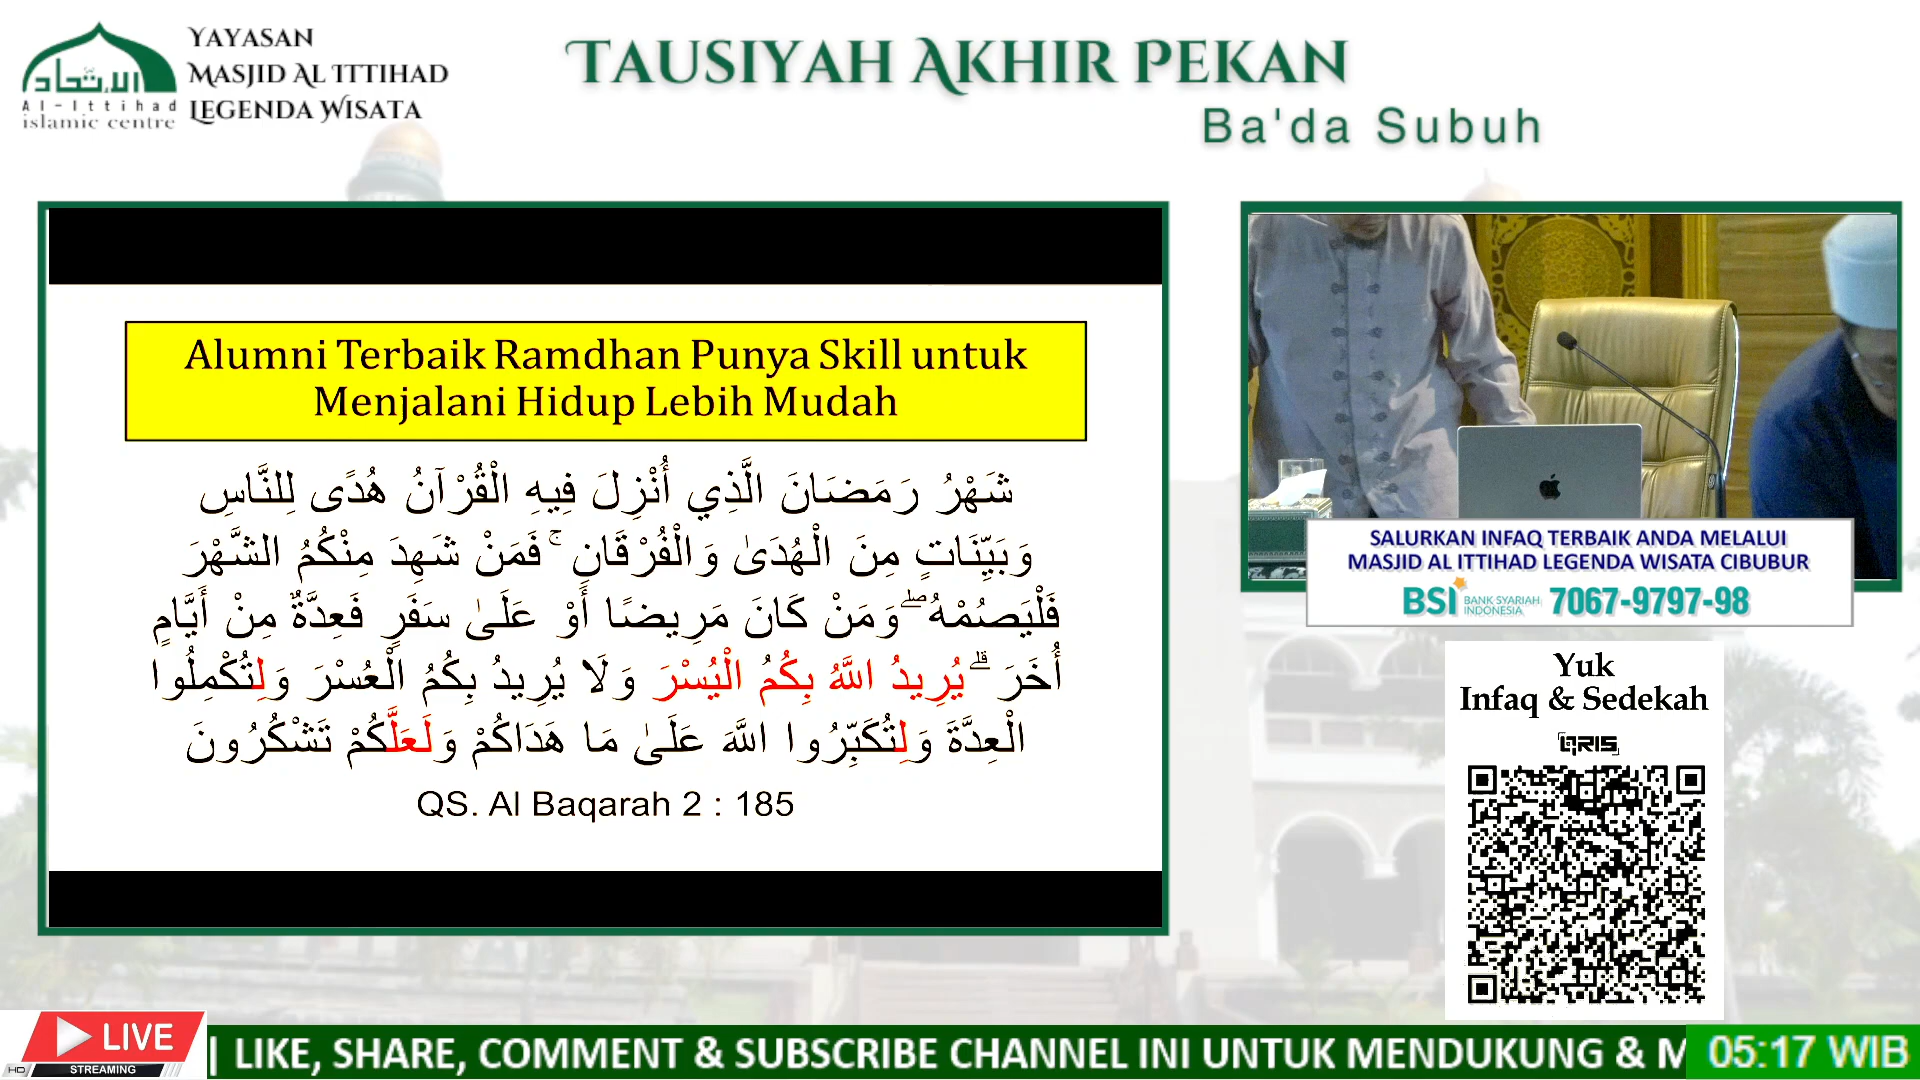 الاتحاد
Al-Ittihad
islamic centre
YAYASAN
MASJID AL ITTIHAD
LEGENDA WISATA
TAUSIYAH AKHIR PEKAN
Ba'da Subuh
Alumni Terbaik Ramdhan Punya Skill untuk
Menjalani Hidup Lebih Mudah
شَهْرُ رَمَضَانَ الَّذِي أُنْزِلَ فِيهِ الْقُرْآنُ هُدًى لِلنَّاسِ
وَبَيِّنَاتٍ مِنَ الْهُدَىٰ وَالْفُرْقَانِ ۚ فَمَنْ شَهِدَ مِنْكُمُ الشَّهْرَ
فَلْيَصُمْهُ ۖ وَمَنْ كَانَ مَرِيضًا أَوْ عَلَىٰ سَفَرٍ فَعِدَّةٌ مِنْ أَيَّامٍ
أُخَرَ ۗ يُرِيدُ اللَّهُ بِكُمُ الْيُسْرَ وَلَا يُرِيدُ بِكُمُ الْعُسْرَ وَلِتُكْمِلُوا
الْعِدَّةَ وَلِتُكَبِّرُوا اللَّهَ عَلَىٰ مَا هَدَاكُمْ وَلَعَلَّكُمْ تَشْكُرُونَ
QS. Al Baqarah 2 : 185
SALURKAN INFAQ TERBAIK ANDA MELALUI
MASJID AL ITTIHAD LEGENDA WISATA CIBUBUR
BSI BANK SYARIAH INDONESIA 7067-9797-98
Yuk
Infaq & Sedekah
QRIS
LIVE
HD STREAMING
| LIKE, SHARE, COMMENT & SUBSCRIBE CHANNEL INI UNTUK MENDUKUNG & M
05:17 WIB